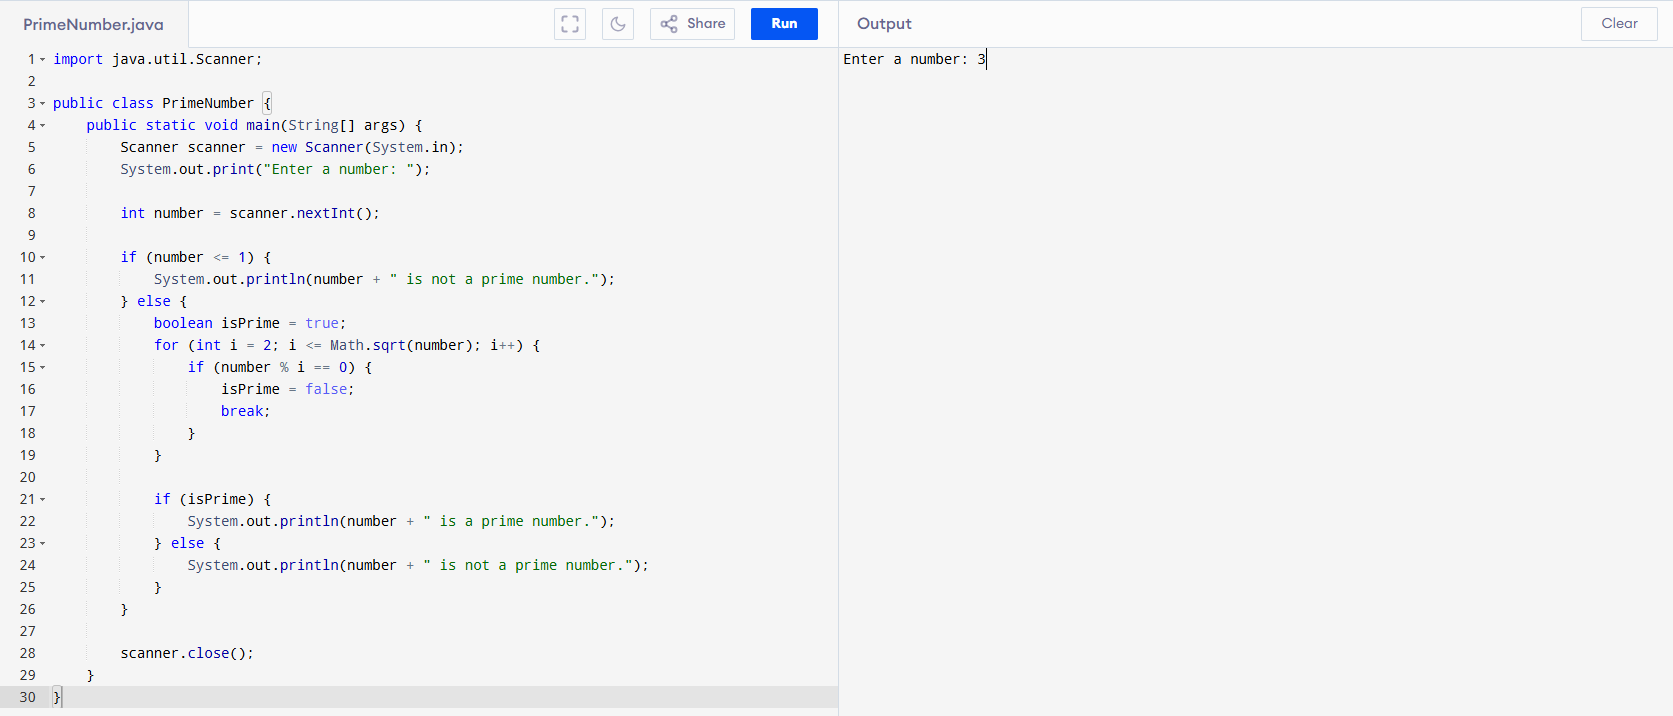 PrimeNumber.java
Share
Run
Output
Clear
1 import java.util.Scanner;
2
3 public class PrimeNumber {
4     public static void main(String[] args) {
5         Scanner scanner = new Scanner(System.in);
6         System.out.print("Enter a number: ");
7
8         int number = scanner.nextInt();
9
10         if (number <= 1) {
11             System.out.println(number + " is not a prime number.");
12         } else {
13             boolean isPrime = true;
14             for (int i = 2; i <= Math.sqrt(number); i++) {
15                 if (number % i == 0) {
16                     isPrime = false;
17                     break;
18                 }
19             }
20
21             if (isPrime) {
22                 System.out.println(number + " is a prime number.");
23             } else {
24                 System.out.println(number + " is not a prime number.");
25             }
26         }
27
28         scanner.close();
29     }
30 }
Enter a number: 3